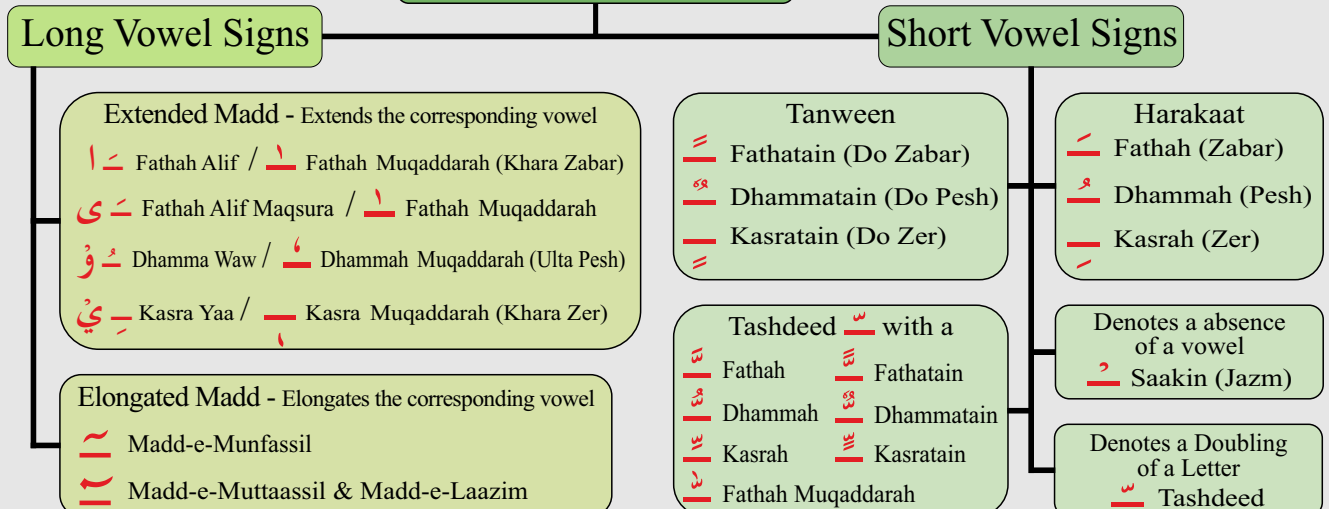 Long Vowel Signs
Short Vowel Signs
Extended Madd - Extends the corresponding vowel
ـَ ا Fathah Alif / ـٰ Fathah Muqaddarah (Khara Zabar)
ـَ ى Fathah Alif Maqsura / ـٰ Fathah Muqaddarah
ـُ وْ Dhamma Waw / ـٗ Dhammah Muqaddarah (Ulta Pesh)
ـِ يْ Kasra Yaa / ـٖ Kasra Muqaddarah (Khara Zer)
Elongated Madd - Elongates the corresponding vowel
ـٓ Madd-e-Munfassil
ـٓ Madd-e-Muttaassil & Madd-e-Laazim
Tanween
ـً Fathatain (Do Zabar)
ـٌ Dhammatain (Do Pesh)
ـٍ Kasratain (Do Zer)
Harakaat
ـَ Fathah (Zabar)
ـُ Dhammah (Pesh)
ـِ Kasrah (Zer)
Tashdeed ـّ with a
ـَّ Fathah ـًّ Fathatain
ـُّ Dhammah ـٌّ Dhammatain
ـِّ Kasrah ـٍّ Kasratain
ـّٰ Fathah Muqaddarah
Denotes a absence
of a vowel
ـْ Saakin (Jazm)
Denotes a Doubling
of a Letter
ـّ Tashdeed